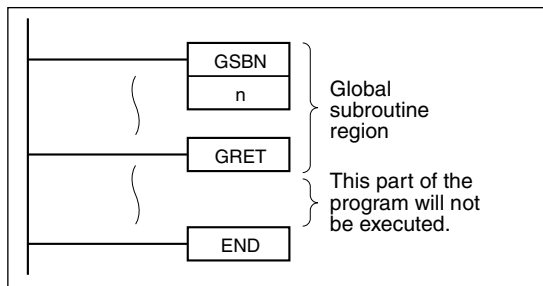 GSBN
n
Global
subroutine
region
GRET
This part of the
program will not
be executed.
END